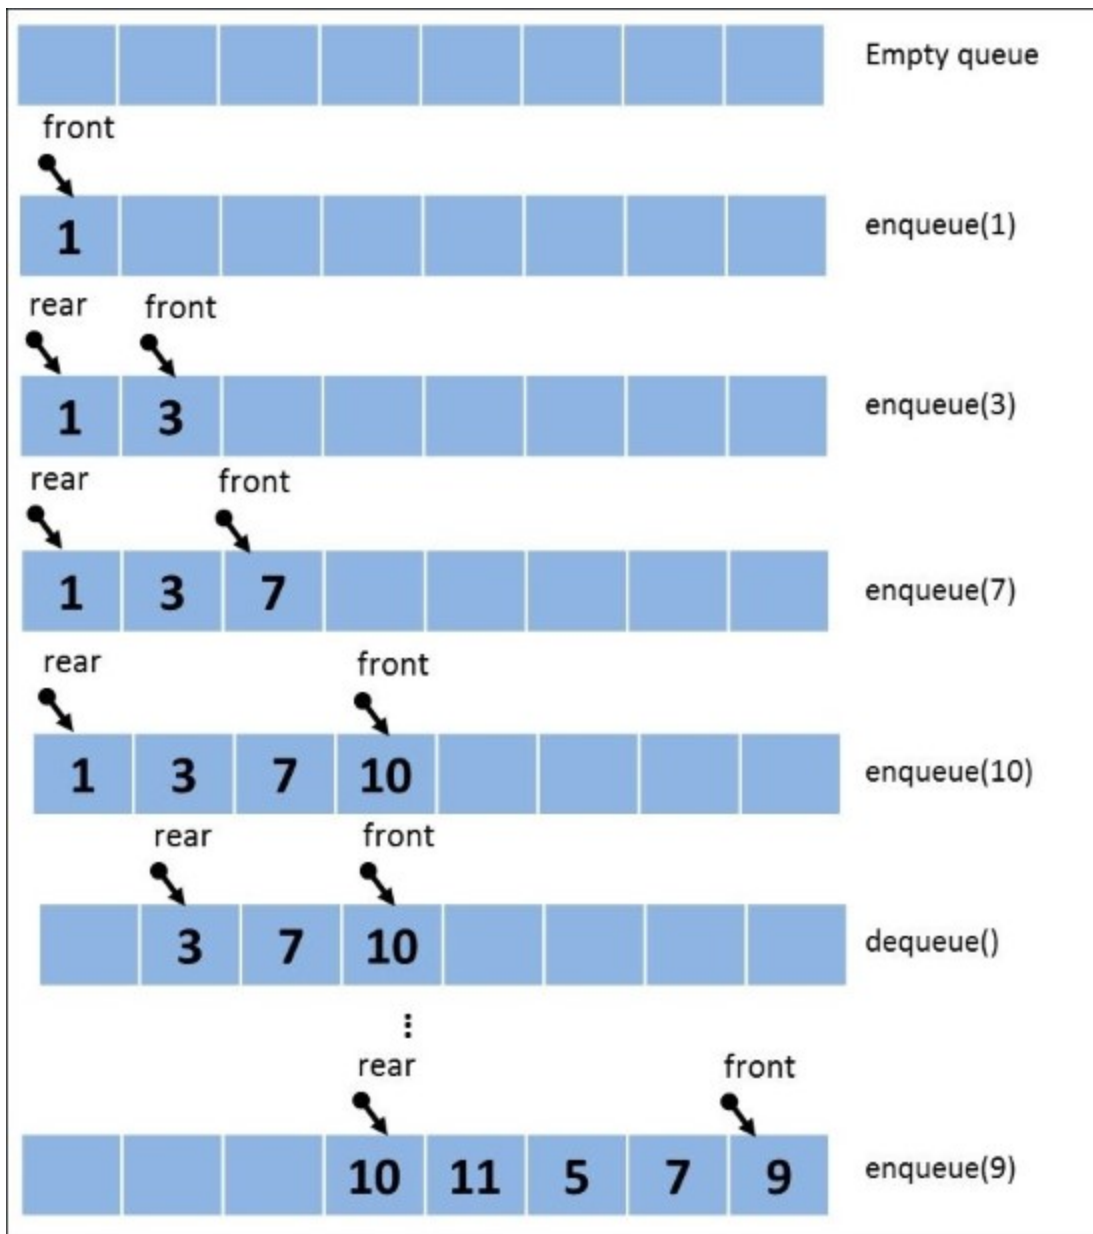 Empty queue
front
1 enqueue(1)
rear front
1 3 enqueue(3)
rear front
1 3 7 enqueue(7)
rear front
1 3 7 10 enqueue(10)
rear front
3 7 10 dequeue()
⋮
rear front
10 11 5 7 9 enqueue(9)